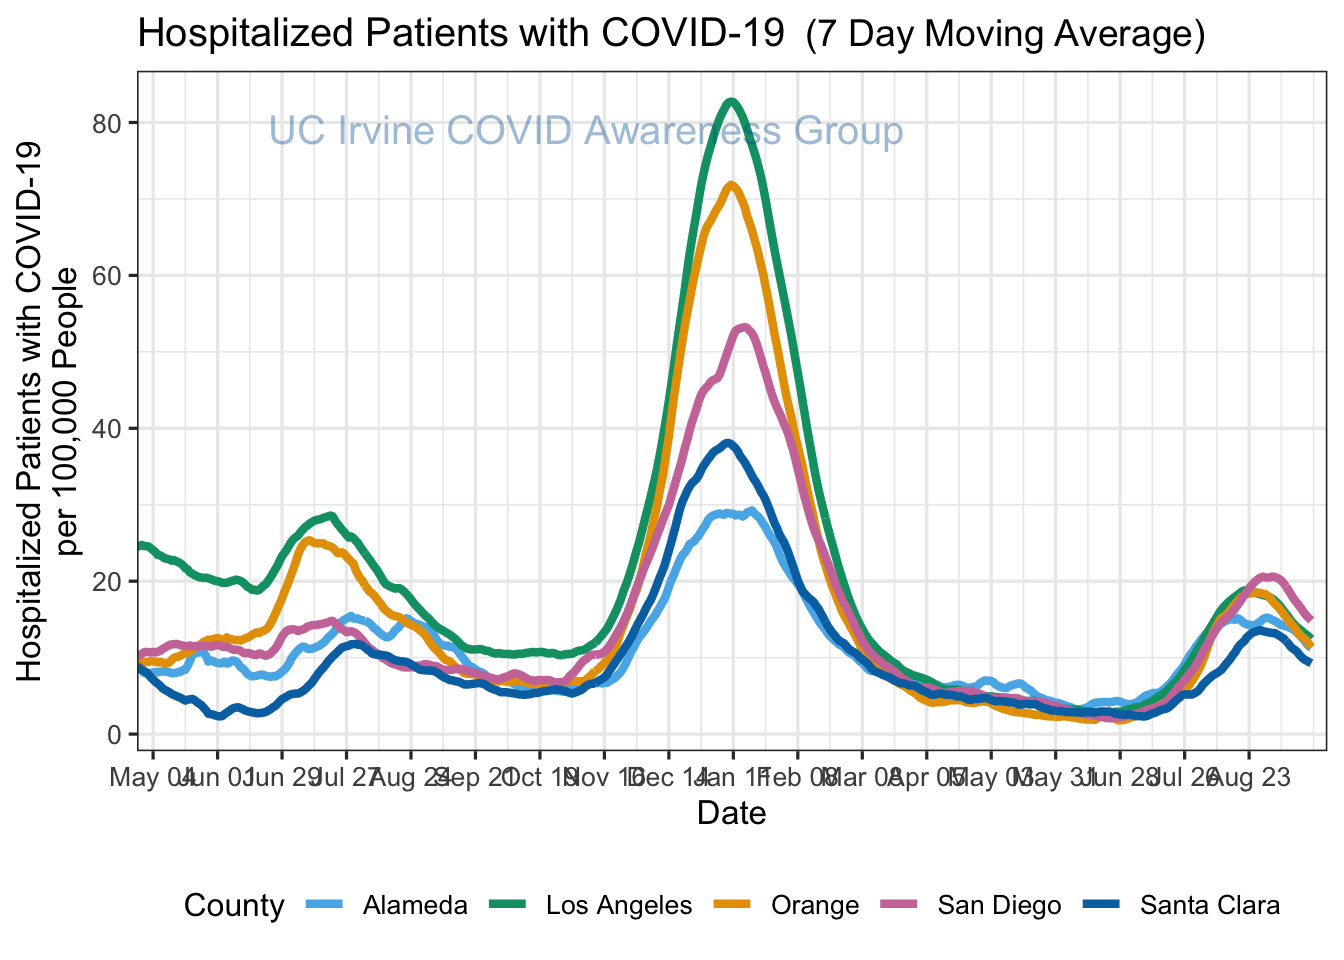 Hospitalized Patients with COVID-19 (7 Day Moving Average)
UC Irvine COVID Awareness Group
Hospitalized Patients with COVID-19
per 100,000 People
80
60
40
20
0
May 04 Jun 01 Jun 29 Jul 27 Aug 24 Sep 21 Oct 19 Nov 16 Dec 14 Jan 11 Feb 08 Mar 08 Apr 05 May 03 May 31 Jun 28 Jul 26 Aug 23
Date
County Alameda Los Angeles Orange San Diego Santa Clara